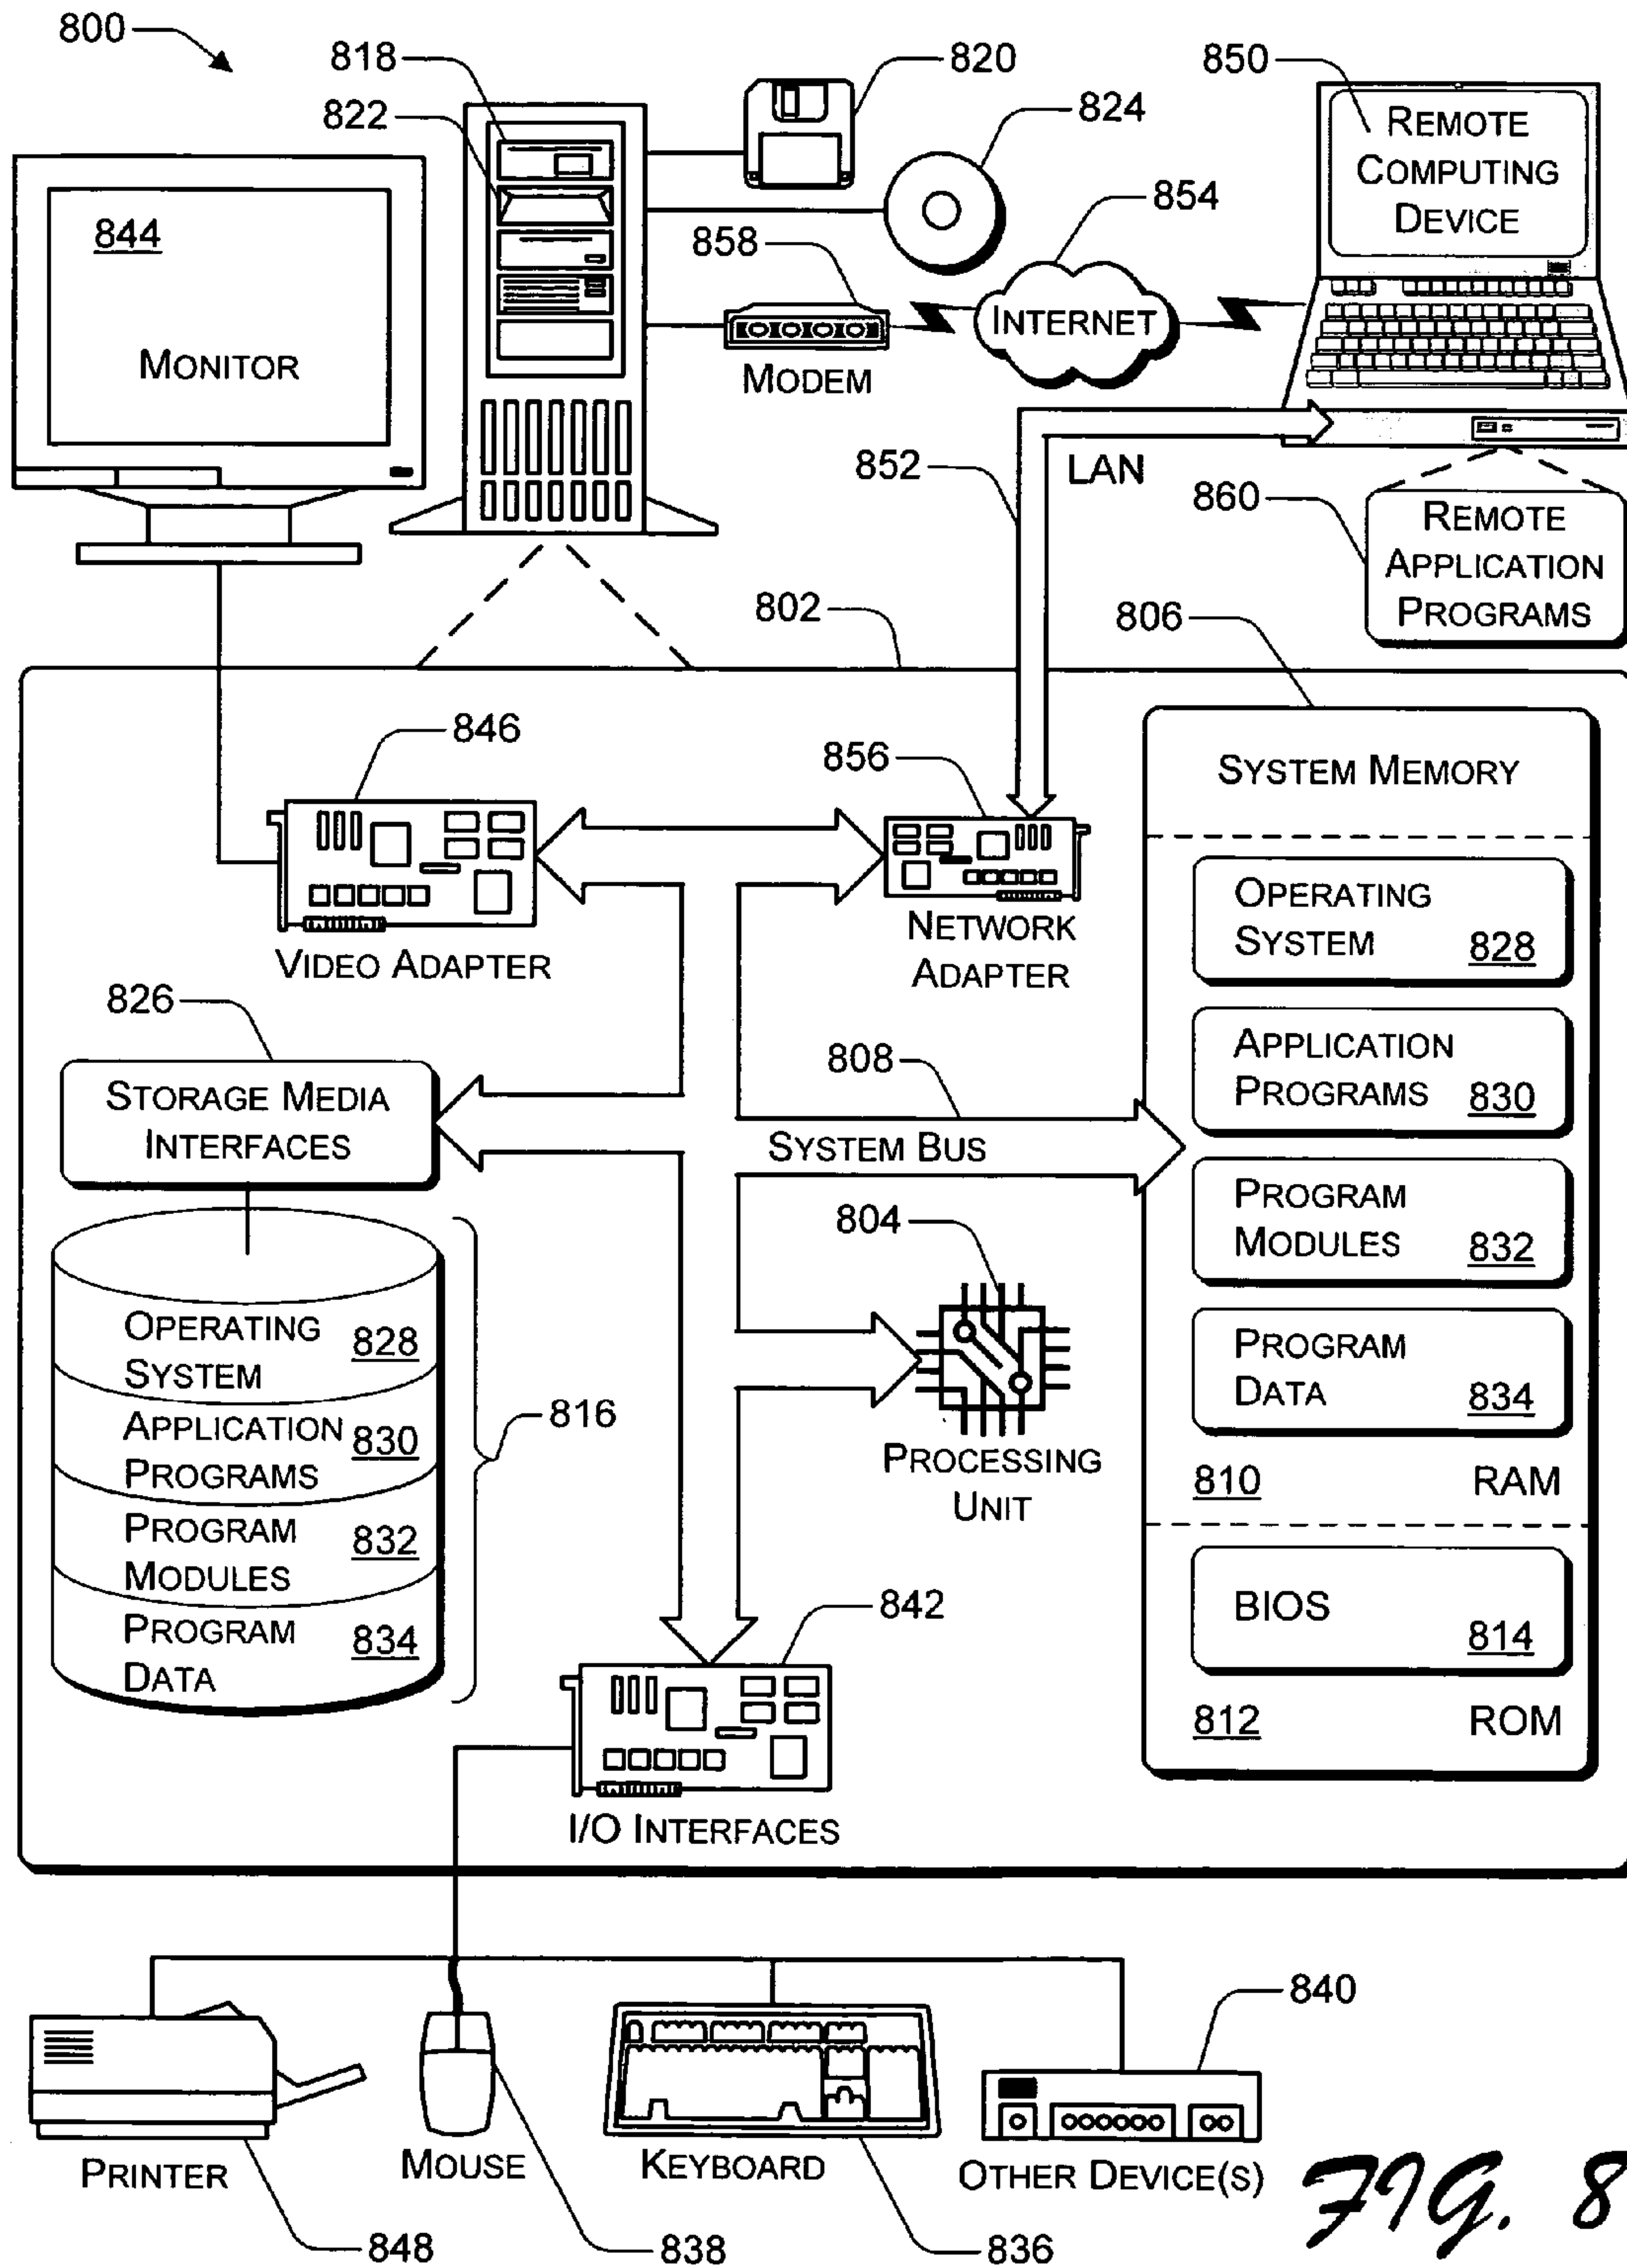 800
818
820
850
822
824
REMOTE
COMPUTING
DEVICE
854
844
858
INTERNET
MONITOR
MODEM
852
LAN
860
REMOTE
APPLICATION
PROGRAMS
802
806
846
856
SYSTEM MEMORY
OPERATING
SYSTEM 828
NETWORK
ADAPTER
VIDEO ADAPTER
826
808
APPLICATION
PROGRAMS 830
STORAGE MEDIA
INTERFACES
SYSTEM BUS
PROGRAM
MODULES 832
804
OPERATING
SYSTEM 828
PROGRAM
DATA 834
APPLICATION
PROGRAMS 830
816
PROCESSING
UNIT
810 RAM
PROGRAM
MODULES 832
BIOS 814
842
PROGRAM
DATA 834
812 ROM
I/O INTERFACES
840
PRINTER
MOUSE
KEYBOARD
OTHER DEVICE(S)
848
838
836
FIG. 8